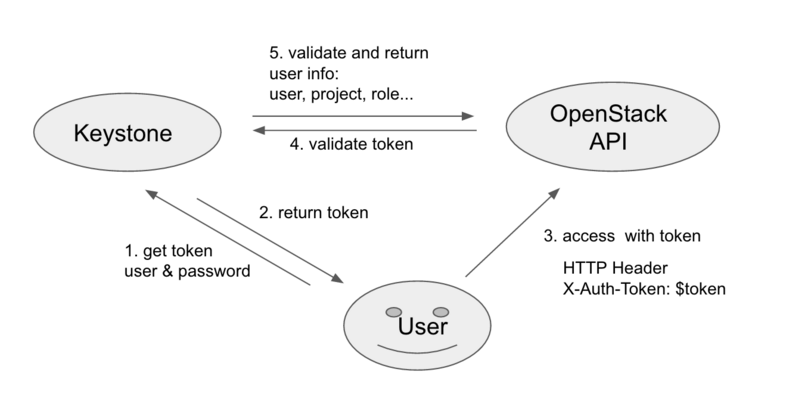 5. validate and return
user info:
user, project, role...
Keystone
OpenStack
API
4. validate token
2. return token
1. get token
user & password
3. access  with token
HTTP Header
X-Auth-Token: $token
User